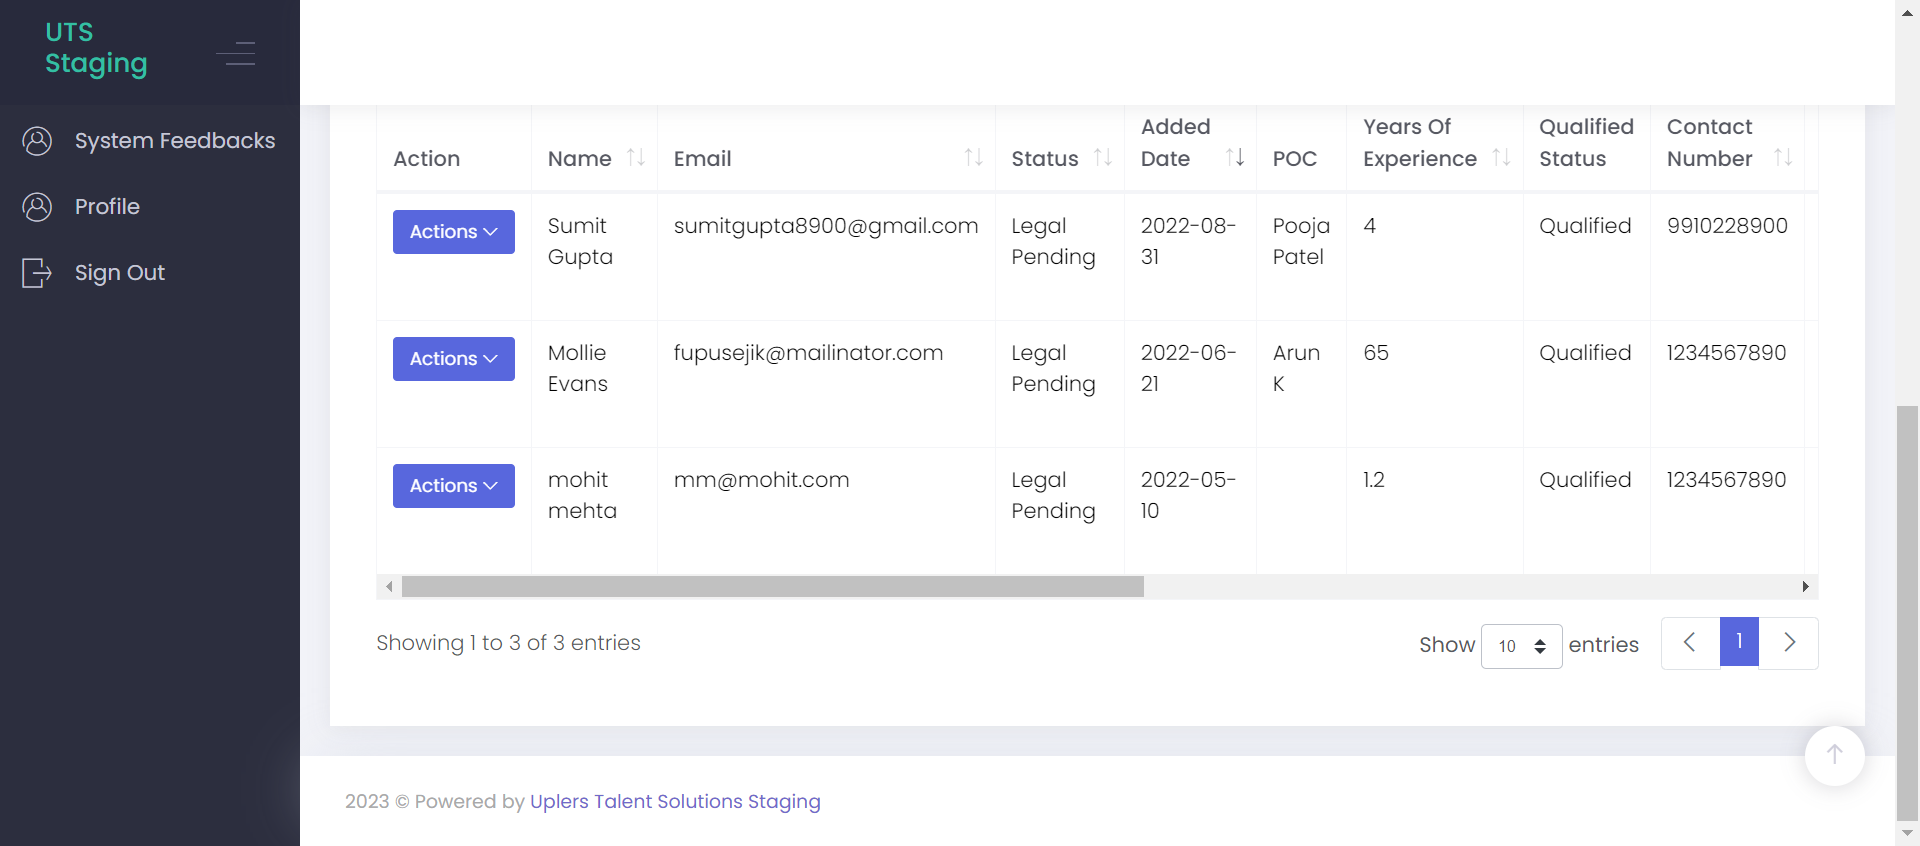 UTS
Staging
System Feedbacks
Profile
Sign Out
Action Name Email Status Added Date POC Years Of Experience Qualified Status Contact Number
Actions Sumit Gupta sumitgupta8900@gmail.com Legal Pending 2022-08-31 Pooja Patel 4 Qualified 9910228900
Actions Mollie Evans fupusejik@mailinator.com Legal Pending 2022-06-21 Arun K 65 Qualified 1234567890
Actions mohit mehta mm@mohit.com Legal Pending 2022-05-10 1.2 Qualified 1234567890
Showing 1 to 3 of 3 entries
Show 10 entries
1
2023 © Powered by Uplers Talent Solutions Staging